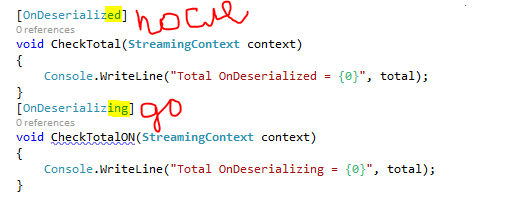 [OnDeserialized] после
0 references
void CheckTotal(StreamingContext context)
{
Console.WriteLine("Total OnDeserialized = {0}", total);
}
[OnDeserializing] до
0 references
void CheckTotalON(StreamingContext context)
{
Console.WriteLine("Total OnDeserializing = {0}", total);
}